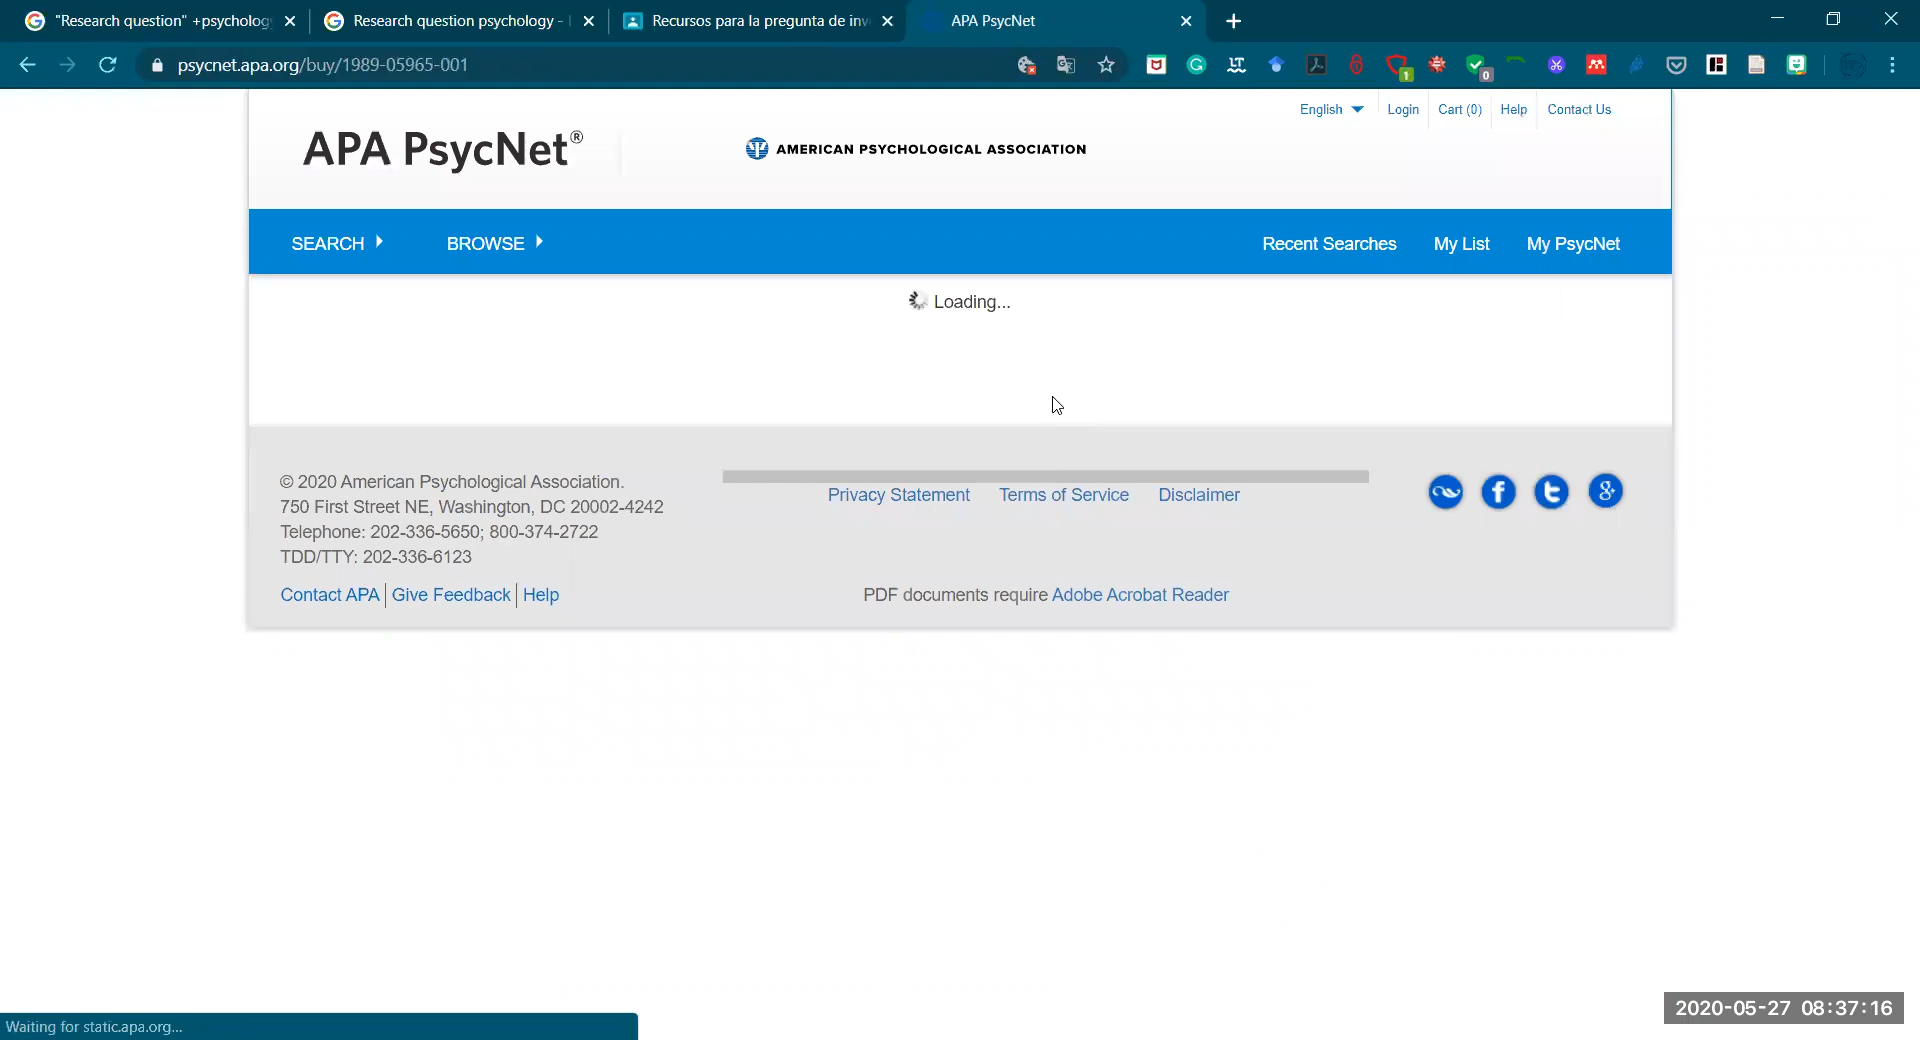 "Research question" +psychology
Research question psychology -
Recursos para la pregunta de inv
APA PsycNet
psycnet.apa.org/buy/1989-05965-001
1
0
English
Login
Cart (0)
Help
Contact Us
APA PsycNet®
AMERICAN PSYCHOLOGICAL ASSOCIATION
SEARCH
BROWSE
Recent Searches
My List
My PsycNet
Loading...
© 2020 American Psychological Association.
750 First Street NE, Washington, DC 20002-4242
Telephone: 202-336-5650; 800-374-2722
TDD/TTY: 202-336-6123
Contact APA
Give Feedback
Help
Privacy Statement
Terms of Service
Disclaimer
PDF documents require Adobe Acrobat Reader
Waiting for static.apa.org...
2020-05-27 08:37:16